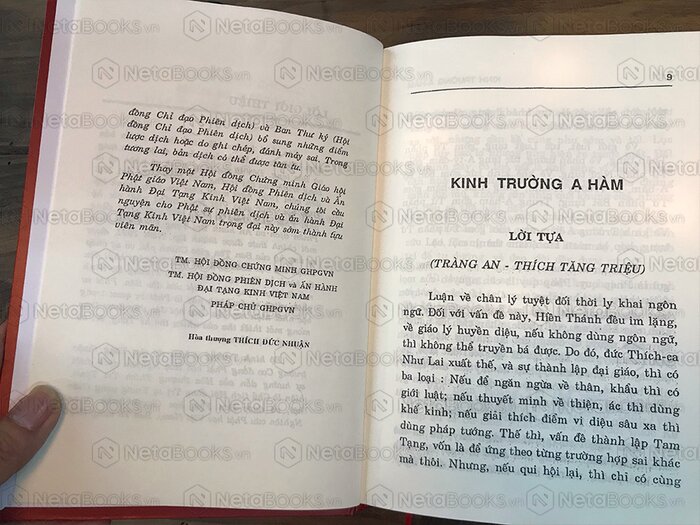 đồng Chỉ đạo Phiên dịch) và Ban Thư ký (Hội
đồng Chỉ đạo Phiên dịch) bổ sung những điểm
lược dịch hoặc do ghi chép, đánh máy sai. Trong
tương lai, bản dịch có thể được tân tu.
Thay mặt Hội đồng Chứng minh Giáo hội
Phật giáo Việt Nam, Hội đồng Phiên dịch và Ấn
hành Đại Tạng Kinh Việt Nam, chúng tôi cầu
nguyện cho Phật sự phiên dịch và ấn hành Đại
Tạng Kinh Việt Nam trọng đại này sớm thành tựu
viên mãn.
TM. HỘI ĐỒNG CHỨNG MINH GHPGVN
TM. HỘI ĐỒNG PHIÊN DỊCH và ẤN HÀNH
ĐẠI TẠNG KINH VIỆT NAM
PHÁP CHỦ GHPGVN
Hòa thượng THÍCH ĐỨC NHUẬN
9
KINH TRƯỜNG A HÀM
LỜI TỰA
(TRÀNG AN - THÍCH TĂNG TRIỆU)
Luận về chân lý tuyệt đối thời ly khai ngôn
ngữ. Đối với vấn đề này, Hiền Thánh đều im lặng,
về giáo lý huyền diệu, nếu không dùng ngôn ngữ,
thì không thể truyền bá được. Do đó, đức Thích-ca
Như Lai xuất thế, và sự thành lập đại giáo, thì có
ba loại : Nếu để ngăn ngừa về thân, khẩu thì có
giới luật; nếu thuyết minh về thiện, ác thì dùng
khế kinh; nếu giải thích điểm vi diệu sâu xa thì
dùng pháp tướng. Thế thì, vấn đề thành lập Tam
Tạng, vốn là để ứng theo từng trường hợp sai khác
mà thôi. Nhưng, nếu qui hội lại, thì chỉ có cùng
NetaBooks.vn